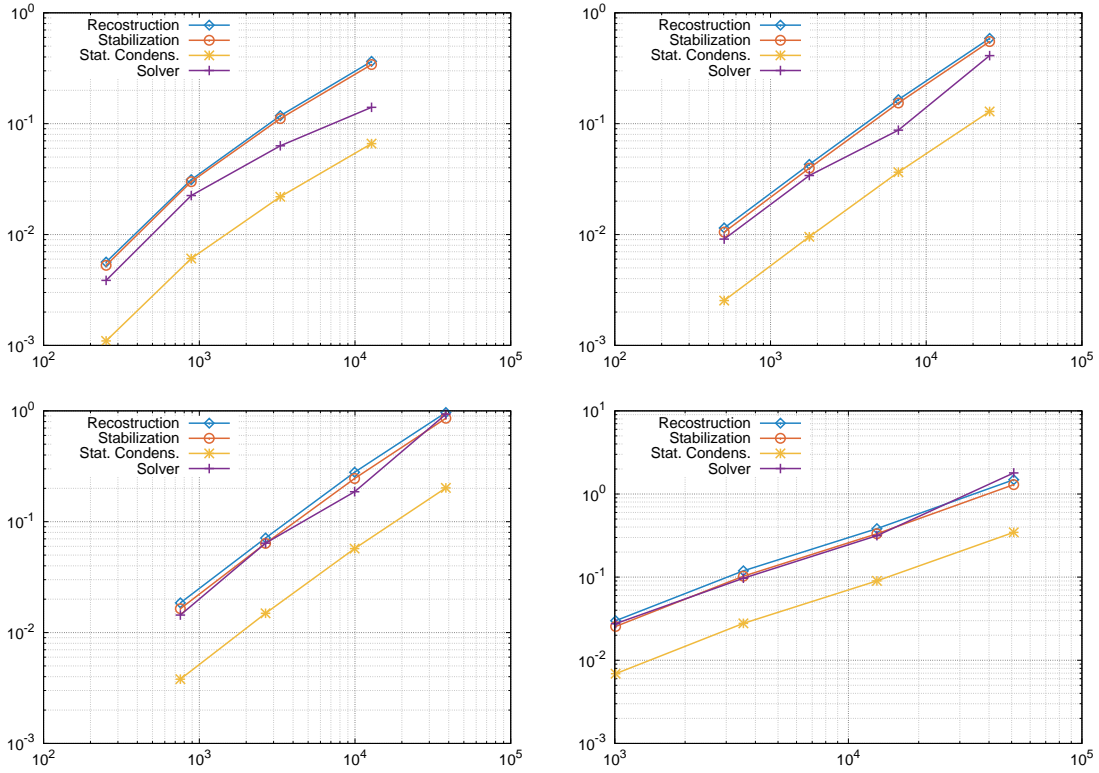 10^0
Recostruction
Stabilization
Stat. Condens.
Solver
10^-1
10^-2
10^-3
10^2 10^3 10^4 10^5
10^0
Recostruction
Stabilization
Stat. Condens.
Solver
10^-1
10^-2
10^-3
10^2 10^3 10^4 10^5
10^0
Recostruction
Stabilization
Stat. Condens.
Solver
10^-1
10^-2
10^-3
10^2 10^3 10^4 10^5
10^1
Recostruction
Stabilization
Stat. Condens.
Solver
10^0
10^-1
10^-2
10^-3
10^3 10^4 10^5